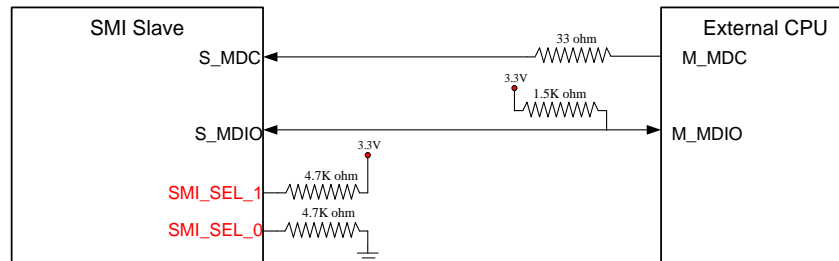 SMI Slave
External CPU
33 ohm
S_MDC
M_MDC
3.3V
1.5K ohm
S_MDIO
M_MDIO
3.3V
4.7K ohm
SMI_SEL_1
4.7K ohm
SMI_SEL_0